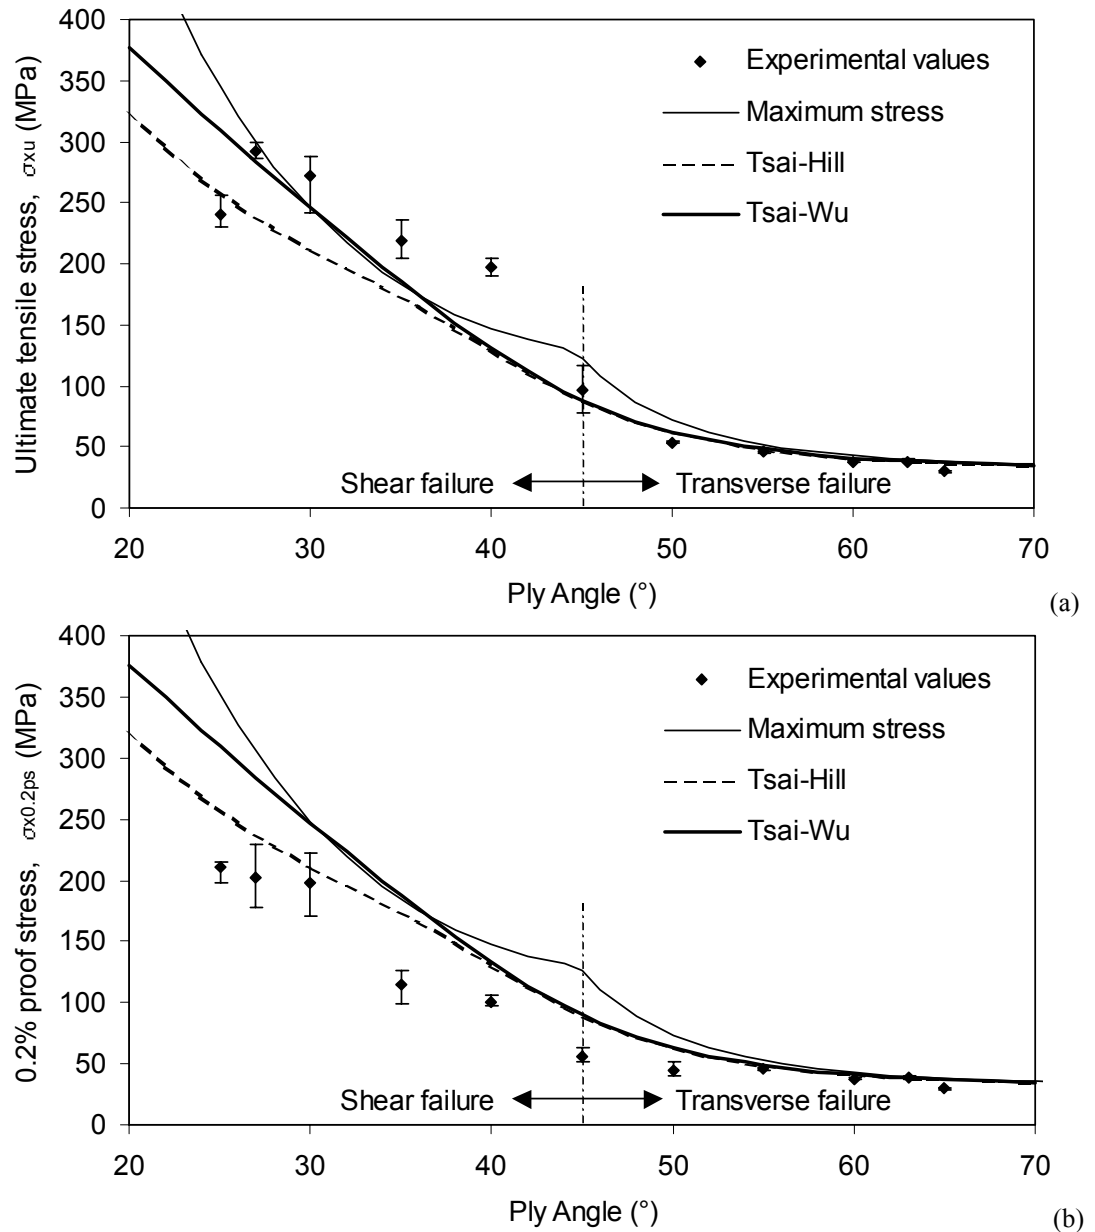 400
350
300
250
200
150
100
50
0
Ultimate tensile stress, σxu (MPa)
Experimental values
Maximum stress
Tsai-Hill
Tsai-Wu
Shear failure
Transverse failure
20 30 40 50 60 70
Ply Angle (°)
(a)
400
350
300
250
200
150
100
50
0
0.2% proof stress, σx0.2ps (MPa)
Experimental values
Maximum stress
Tsai-Hill
Tsai-Wu
Shear failure
Transverse failure
20 30 40 50 60 70
Ply Angle (°)
(b)